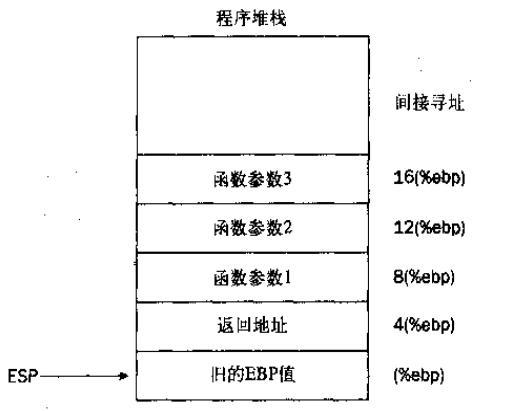 程序堆栈
间接寻址
函数参数3 16(%ebp)
函数参数2 12(%ebp)
函数参数1 8(%ebp)
返回地址 4(%ebp)
ESP 旧的EBP值 (%ebp)